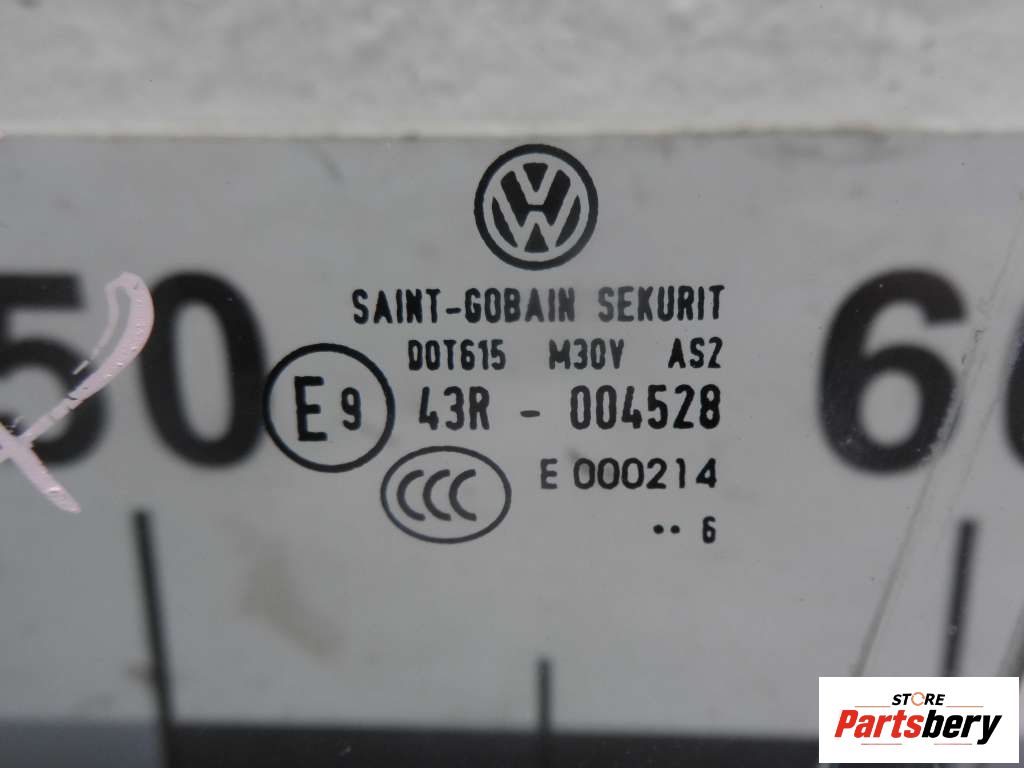 SAINT-GOBAIN SEKURIT
DOT615 M30V AS2
E9 43R - 004528
CCC E 000214
·· 6
50
6
STORE
Partsbery